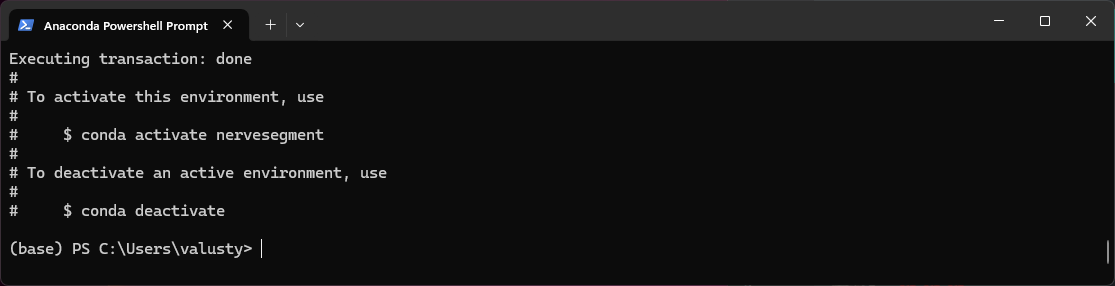 Anaconda Powershell Prompt
Executing transaction: done
#
# To activate this environment, use
#
#     $ conda activate nervesegment
#
# To deactivate an active environment, use
#
#     $ conda deactivate
(base) PS C:\Users\valusty>